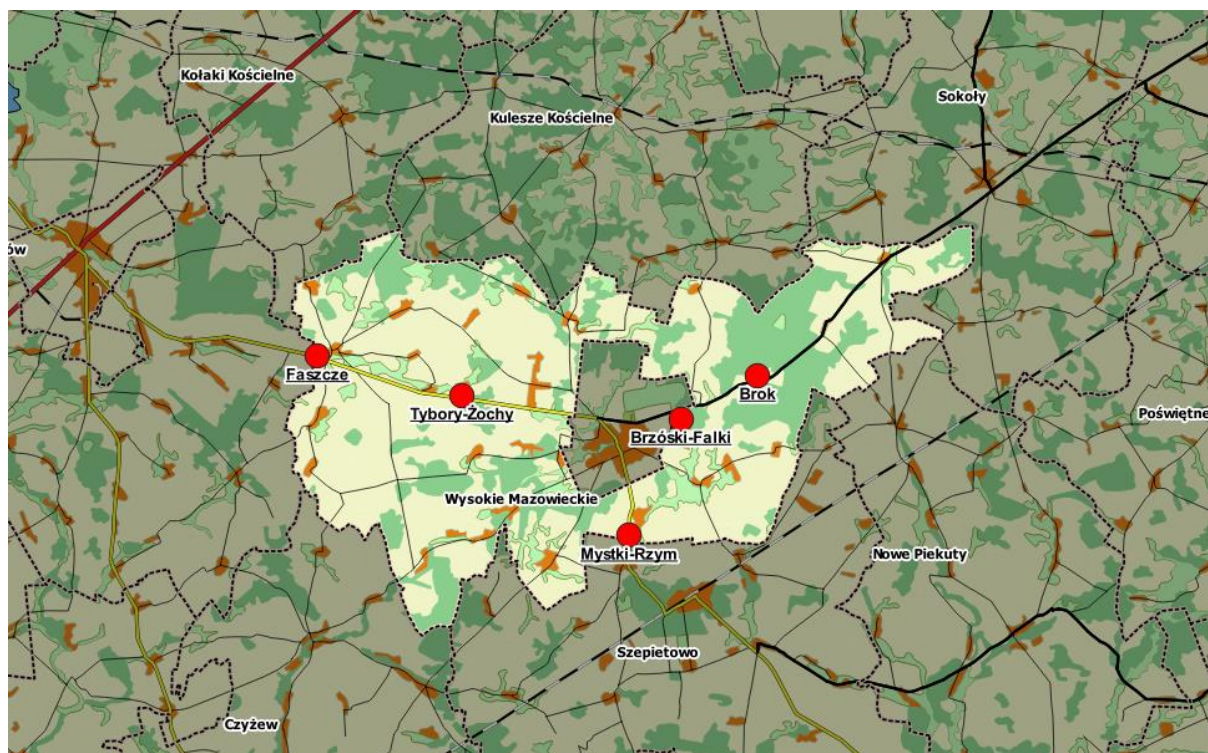 Kołaki Kościelne
Sokoły
Kulesze Kościelne
ów
Faszcze
Brok
Tybory-Żochy
Poświętne
Brzóski-Falki
Wysokie Mazowieckie
Mystki-Rzym
Nowe Piekuty
Szepietowo
Czyżew